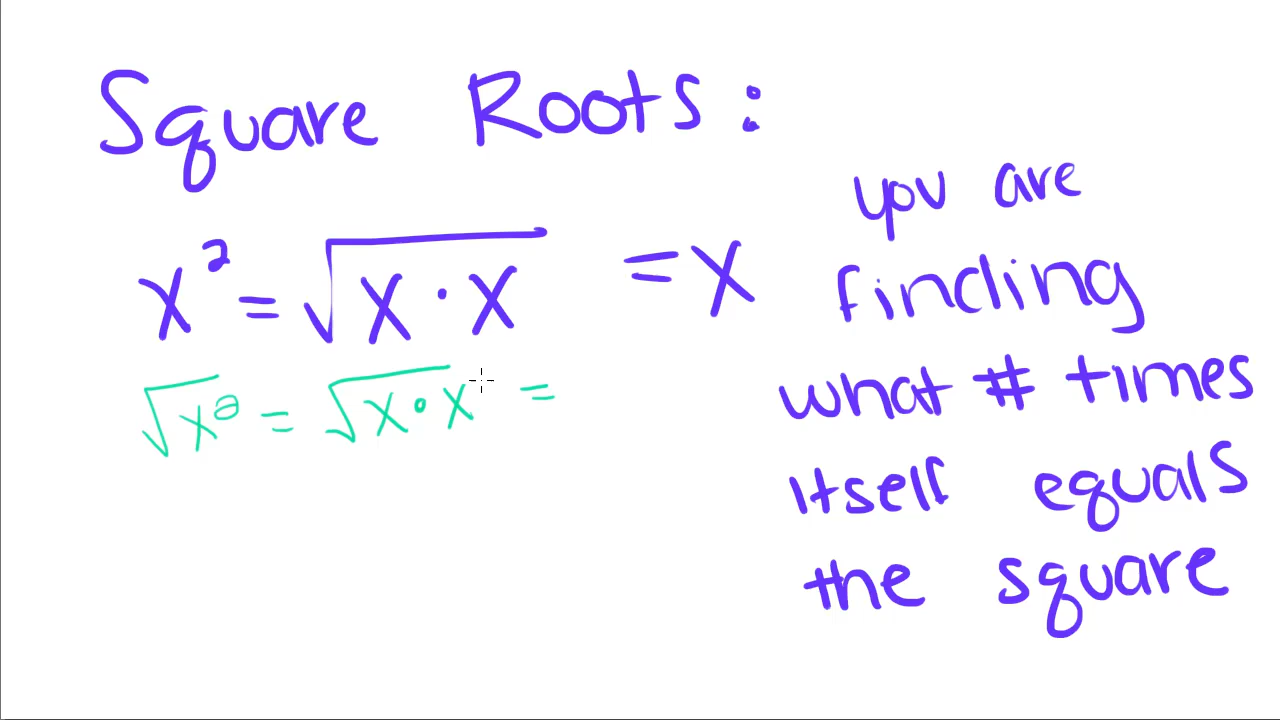 Square Roots:
x² = √x · x = x
√x² = √x · x =
you are
finding
what # times
itself equals
the square